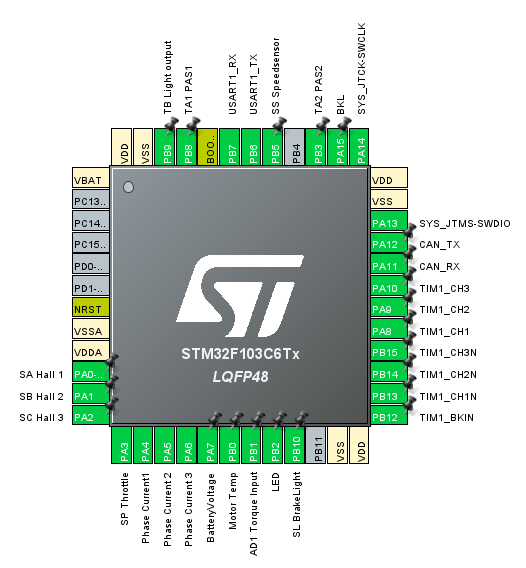 TB Light output
TA1 PAS1
USART1_RX
USART1_TX
SS Speedsensor
TA2 PAS2
BKL
SYS_JTCK-SWCLK
VDD
VSS
PB9
PB8
BOO..
PB7
PB6
PB5
PB4
PB3
PA15
PA14
VBAT
PC13..
PC14..
PC15..
PD0-..
PD1-..
NRST
VSSA
VDDA
SA Hall 1 PA0-..
SB Hall 2 PA1
SC Hall 3 PA2
ST
STM32F103C6Tx
LQFP48
VDD
VSS
PA13 SYS_JTMS-SWDIO
PA12 CAN_TX
PA11 CAN_RX
PA10 TIM1_CH3
PA9 TIM1_CH2
PA8 TIM1_CH1
PB15 TIM1_CH3N
PB14 TIM1_CH2N
PB13 TIM1_CH1N
PB12 TIM1_BKIN
PA3
PA4
PA5
PA6
PA7
PB0
PB1
PB2
PB10
PB11
VSS
VDD
SP Throttle
Phase Current1
Phase Current 2
Phase Current 3
BatteryVoltage
Motor Temp
AD1 Torque Input
LED
SL BrakeLight